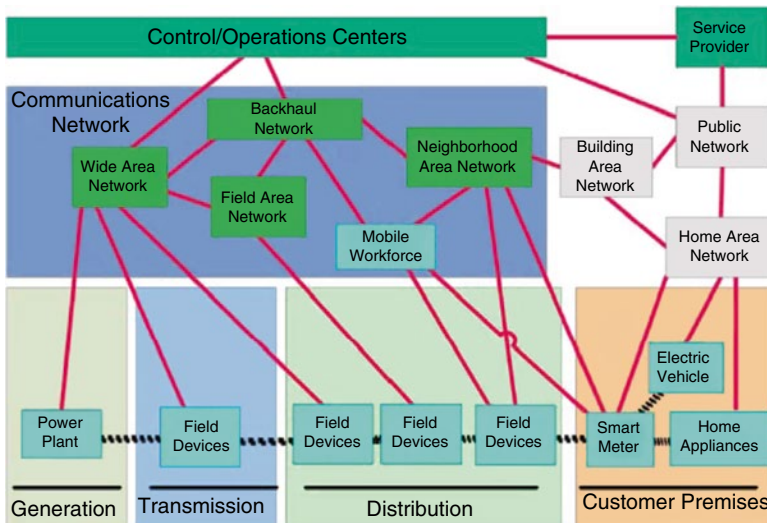 Control/Operations Centers
Service
Provider
Communications
Network
Backhaul
Network
Neighborhood
Area Network
Building
Area
Network
Public
Network
Wide Area
Network
Field Area
Network
Mobile
Workforce
Home Area
Network
Electric
Vehicle
Power
Plant
Field
Devices
Field
Devices
Field
Devices
Field
Devices
Smart
Meter
Home
Appliances
Generation
Transmission
Distribution
Customer Premises